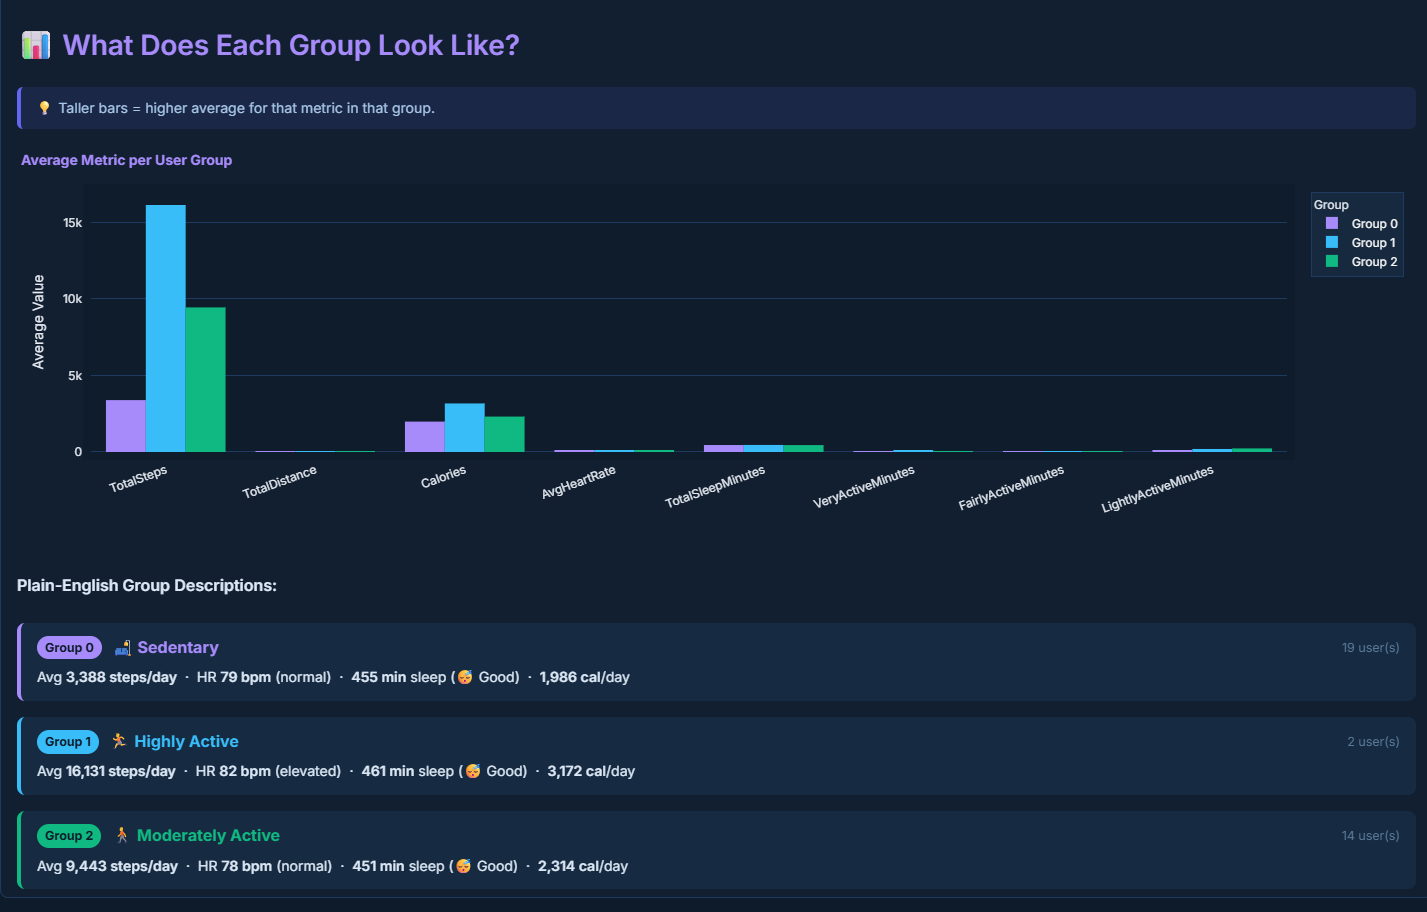 What Does Each Group Look Like?
Taller bars = higher average for that metric in that group.
Average Metric per User Group
Average Value
15k
10k
5k
0
TotalSteps
TotalDistance
Calories
AvgHeartRate
TotalSleepMinutes
VeryActiveMinutes
FairlyActiveMinutes
LightlyActiveMinutes
Group
Group 0
Group 1
Group 2
Plain-English Group Descriptions:
Group 0 Sedentary 19 user(s)
Avg 3,388 steps/day · HR 79 bpm (normal) · 455 min sleep (😴 Good) · 1,986 cal/day
Group 1 Highly Active 2 user(s)
Avg 16,131 steps/day · HR 82 bpm (elevated) · 461 min sleep (😴 Good) · 3,172 cal/day
Group 2 Moderately Active 14 user(s)
Avg 9,443 steps/day · HR 78 bpm (normal) · 451 min sleep (😴 Good) · 2,314 cal/day